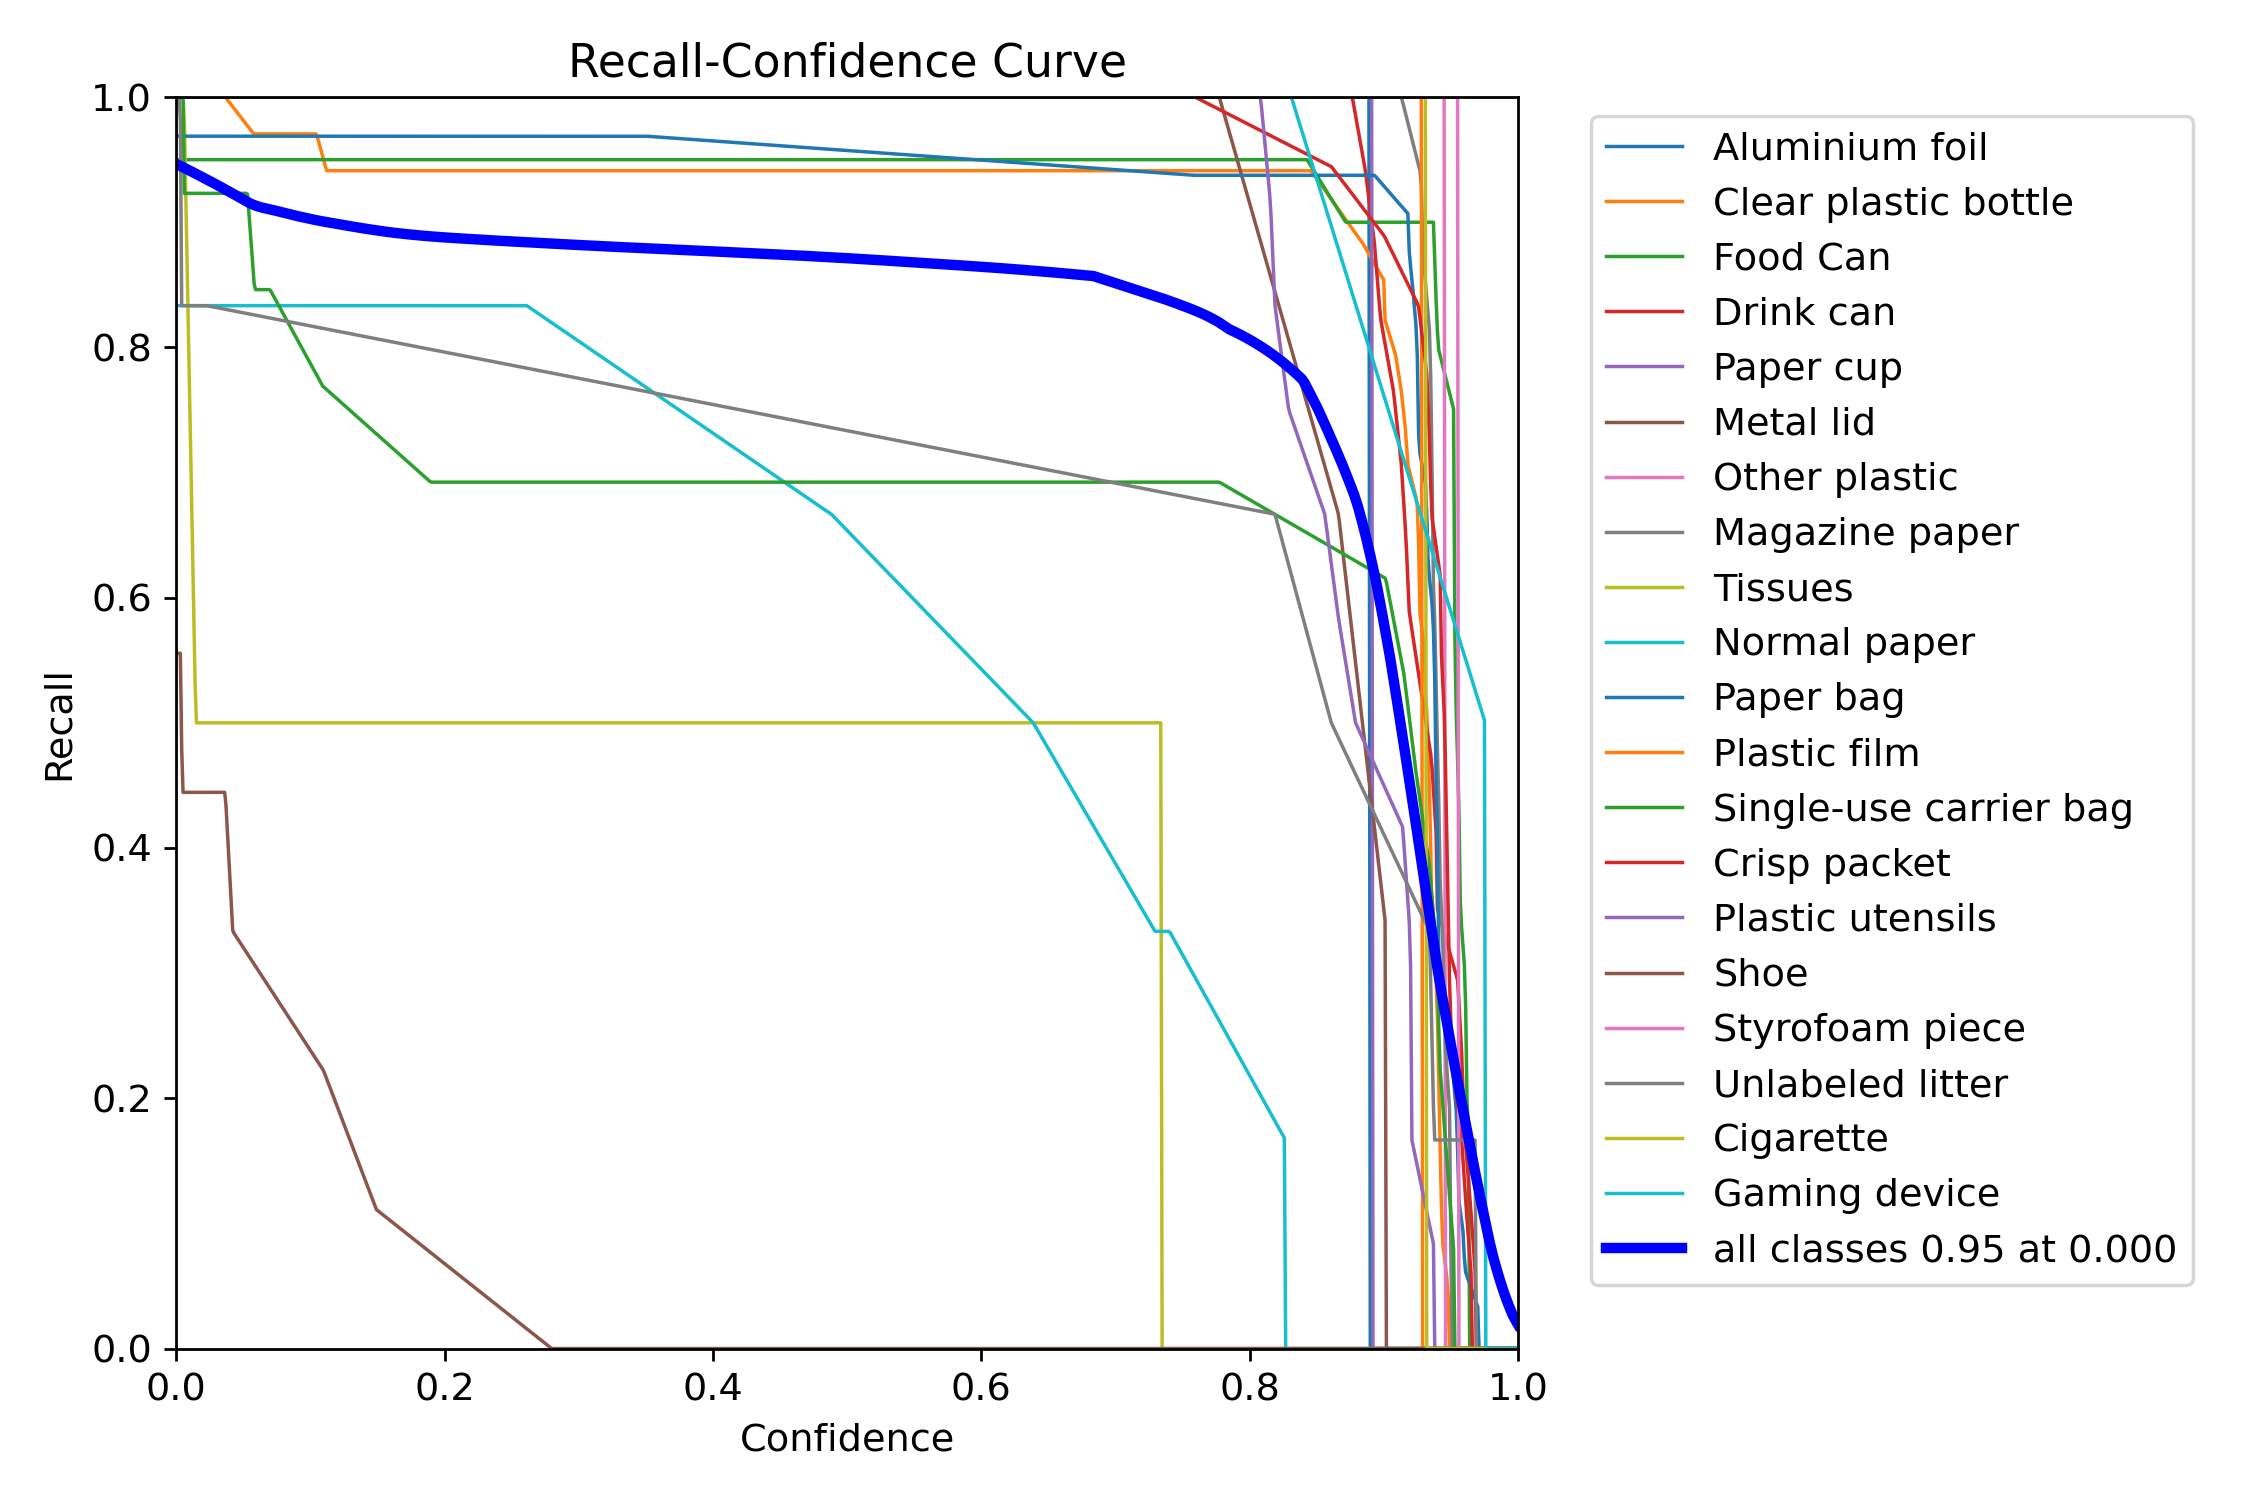 Recall-Confidence Curve
1.0
0.8
0.6
0.4
0.2
0.0
Recall
0.0 0.2 0.4 0.6 0.8 1.0
Confidence
Aluminium foil
Clear plastic bottle
Food Can
Drink can
Paper cup
Metal lid
Other plastic
Magazine paper
Tissues
Normal paper
Paper bag
Plastic film
Single-use carrier bag
Crisp packet
Plastic utensils
Shoe
Styrofoam piece
Unlabeled litter
Cigarette
Gaming device
all classes 0.95 at 0.000